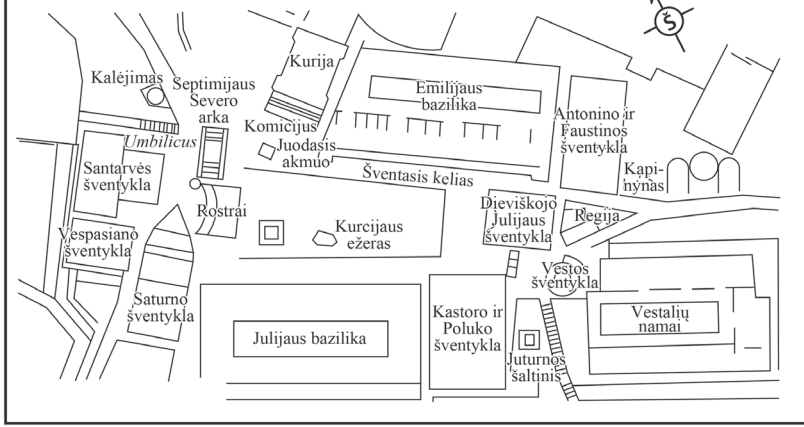 Š
Kalėjimas
Septimijaus
Severo
arka
Kurija
Emilijaus
bazilika
Antonino ir
Faustinos
šventykla
Umbilicus
Komicijus
Juodasis
akmuo
Santarvės
šventykla
Šventasis kelias
Kapi-
nynas
Rostrai
Kurcijaus
ežeras
Dieviškojo
Julijaus
šventykla
Regija
Vespasiano
šventykla
Vestos
šventykla
Saturno
šventykla
Julijaus bazilika
Kastoro ir
Poluko
šventykla
Vestalių
namai
Juturnos
šaltinis